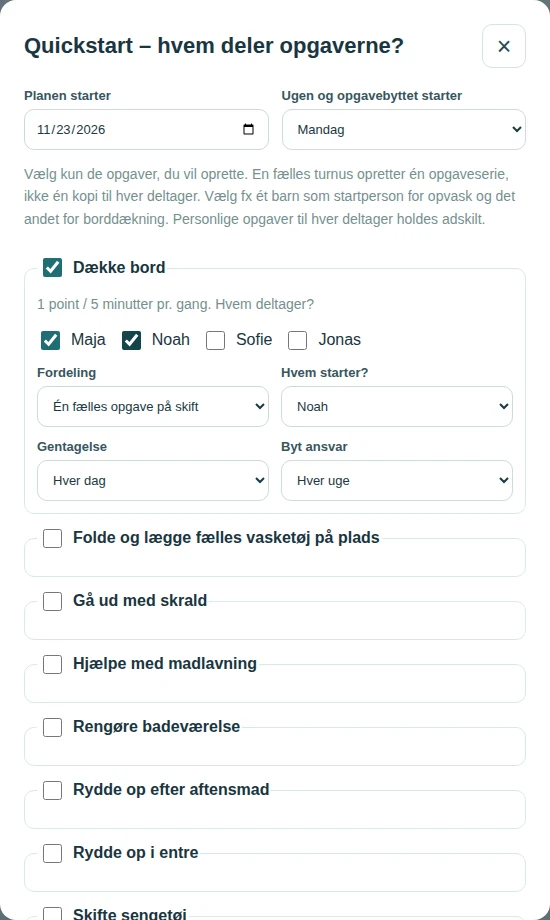 Quickstart – hvem deler opgaverne?
×
Planen starter
Ugen og opgavebyttet starter
11/23/2026
Mandag
Vælg kun de opgaver, du vil oprette. En fælles turnus opretter én opgaveserie,
ikke én kopi til hver deltager. Vælg fx ét barn som startperson for opvask og det
andet for borddækning. Personlige opgaver til hver deltager holdes adskilt.
Dække bord
1 point / 5 minutter pr. gang. Hvem deltager?
Maja Noah Sofie Jonas
Fordeling
Hvem starter?
Én fælles opgave på skift
Noah
Gentagelse
Byt ansvar
Hver dag
Hver uge
Folde og lægge fælles vasketøj på plads
Gå ud med skrald
Hjælpe med madlavning
Rengøre badeværelse
Rydde op efter aftensmad
Rydde op i entre
Skifte sengetøj